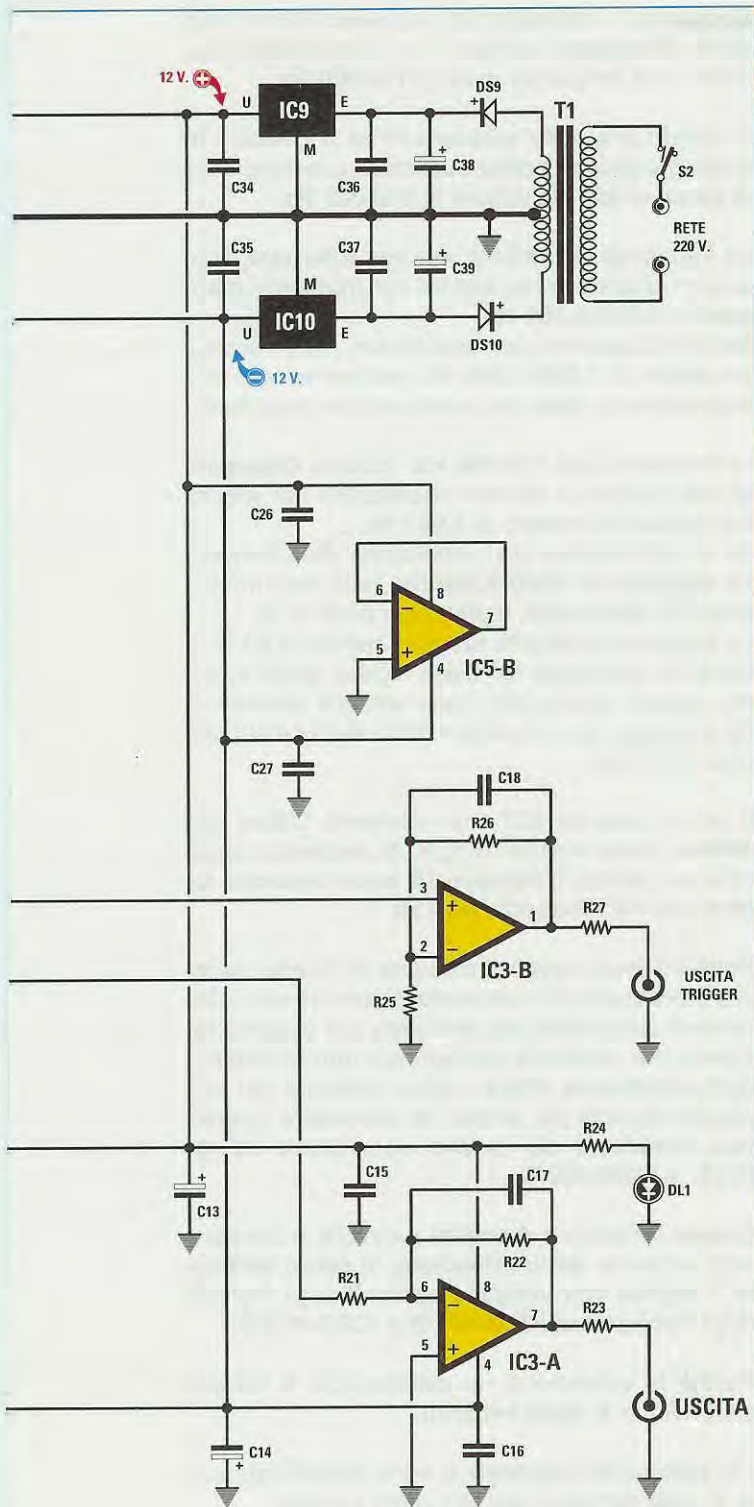 12 V. +
U
IC9
E
DS9
+
T1
M
C34
C36
+
C38
S2
RETE
220 V.
C35
C37
+
C39
M
U
IC10
E
+
DS10
− 12 V.
C26
6
−
8
7
5
+
4
IC5-B
C27
C18
R26
3
+
1
R27
2
−
IC3-B
R25
USCITA
TRIGGER
R24
+
C13
C15
C17
DL1
R22
R21
6
−
8
7
R23
5
+
4
IC3-A
USCITA
C14
+
C16